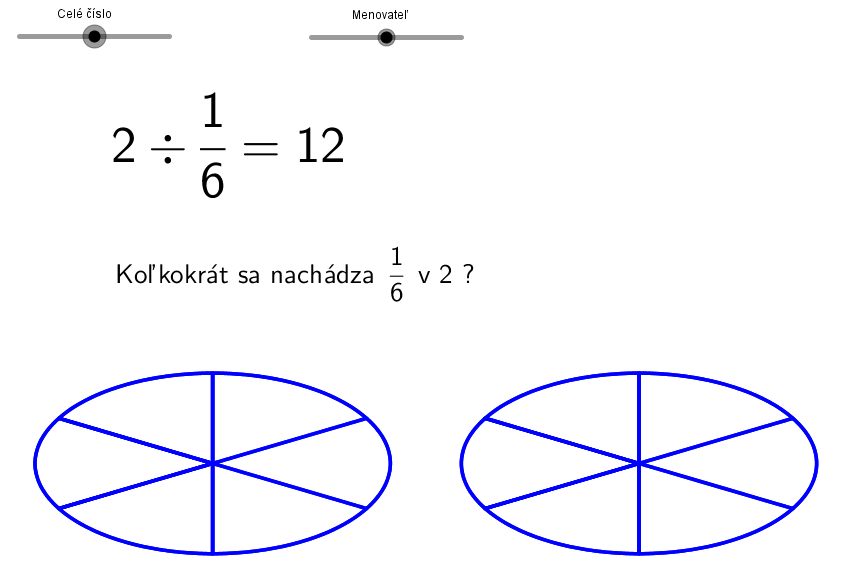 Celé číslo
Menovateľ
2 ÷ 1/6 = 12
Koľkokrát sa nachádza 1/6 v 2 ?